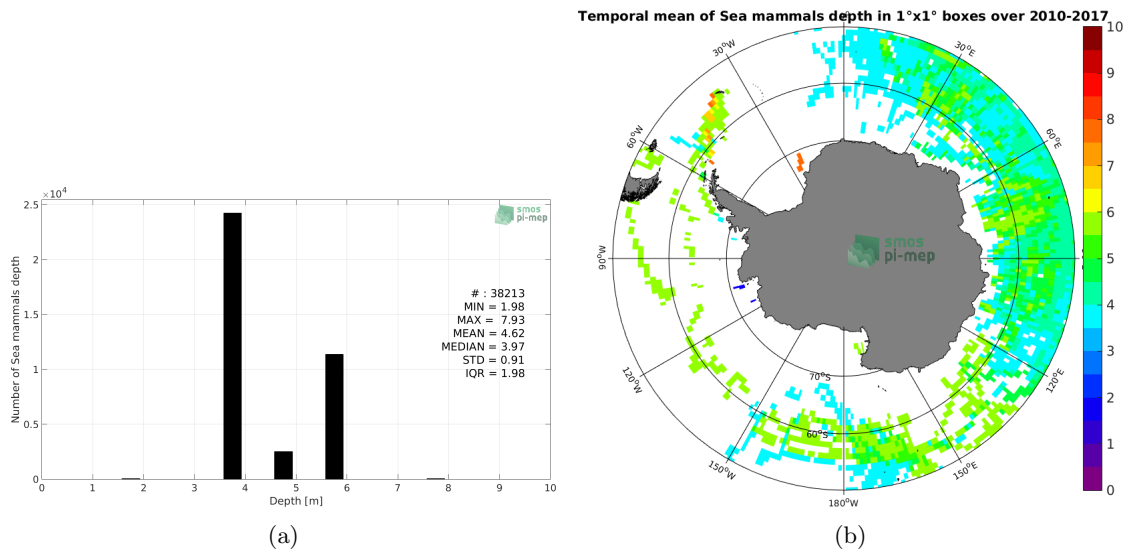 Temporal mean of Sea mammals depth in 1°x1° boxes over 2010-2017
×10⁴
2.5
2
1.5
1
0.5
0
Number of Sea mammals depth
smos
pi-mep
# : 38213
MIN = 1.98
MAX = 7.93
MEAN = 4.62
MEDIAN = 3.97
STD = 0.91
IQR = 1.98
0 1 2 3 4 5 6 7 8 9 10
Depth [m]
(a)
0°
30°W
30°E
60°W
60°E
90°W
smos
pi-mep
120°W
120°E
70°S
60°S
150°W
150°E
180°W
10
9
8
7
6
5
4
3
2
1
0
(b)